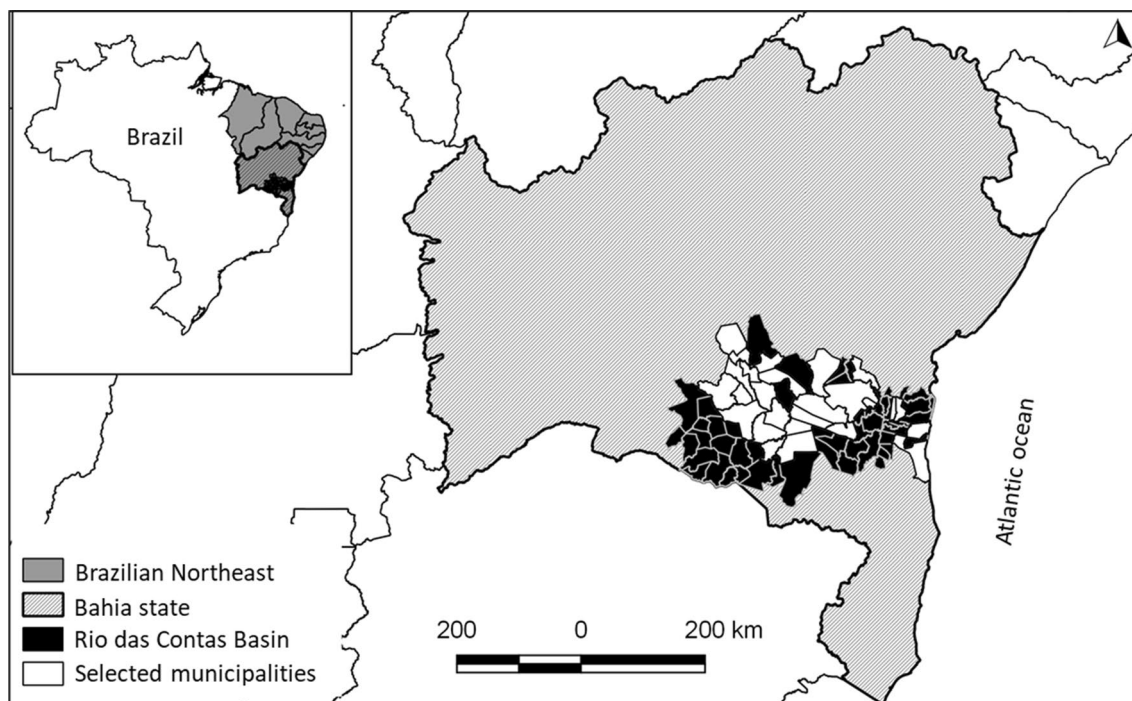 Brazil
Atlantic ocean
Brazilian Northeast
Bahia state
Rio das Contas Basin
Selected municipalities
200 0 200 km